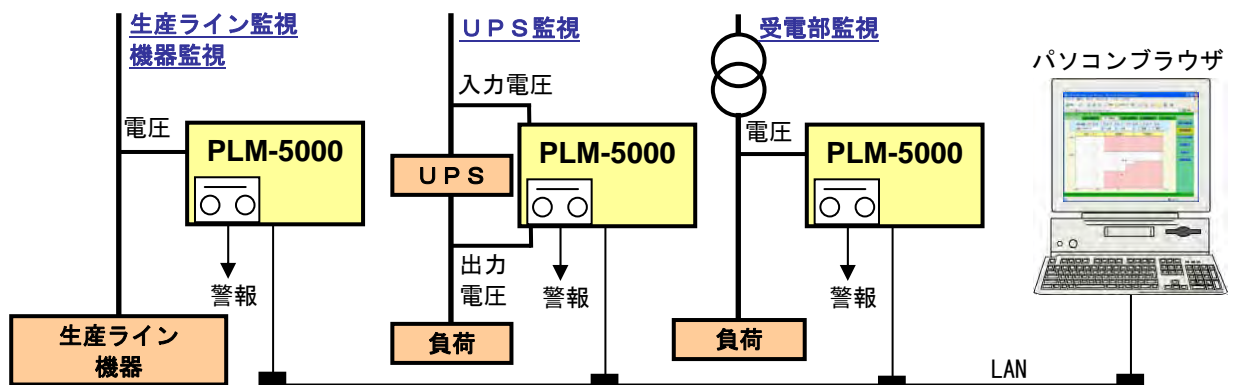 生産ライン監視
機器監視
電圧
PLM-5000
警報
生産ライン
機器
ＵＰＳ監視
入力電圧
ＵＰＳ
PLM-5000
出力
電圧
警報
負荷
受電部監視
電圧
PLM-5000
警報
負荷
パソコンブラウザ
LAN